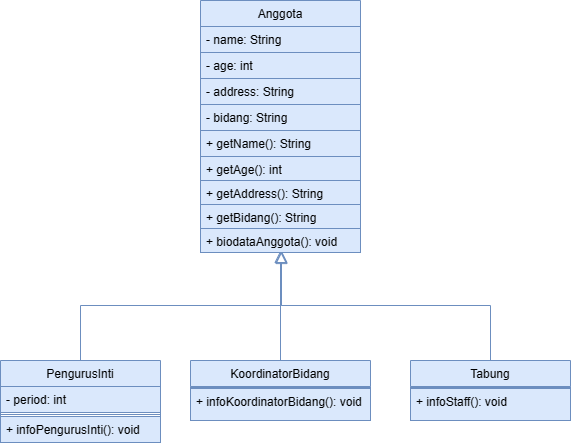 Anggota
- name: String
- age: int
- address: String
- bidang: String
+ getName(): String
+ getAge(): int
+ getAddress(): String
+ getBidang(): String
+ biodataAnggota(): void
PengurusInti
- period: int
+ infoPengurusInti(): void
KoordinatorBidang
+ infoKoordinatorBidang(): void
Tabung
+ infoStaff(): void